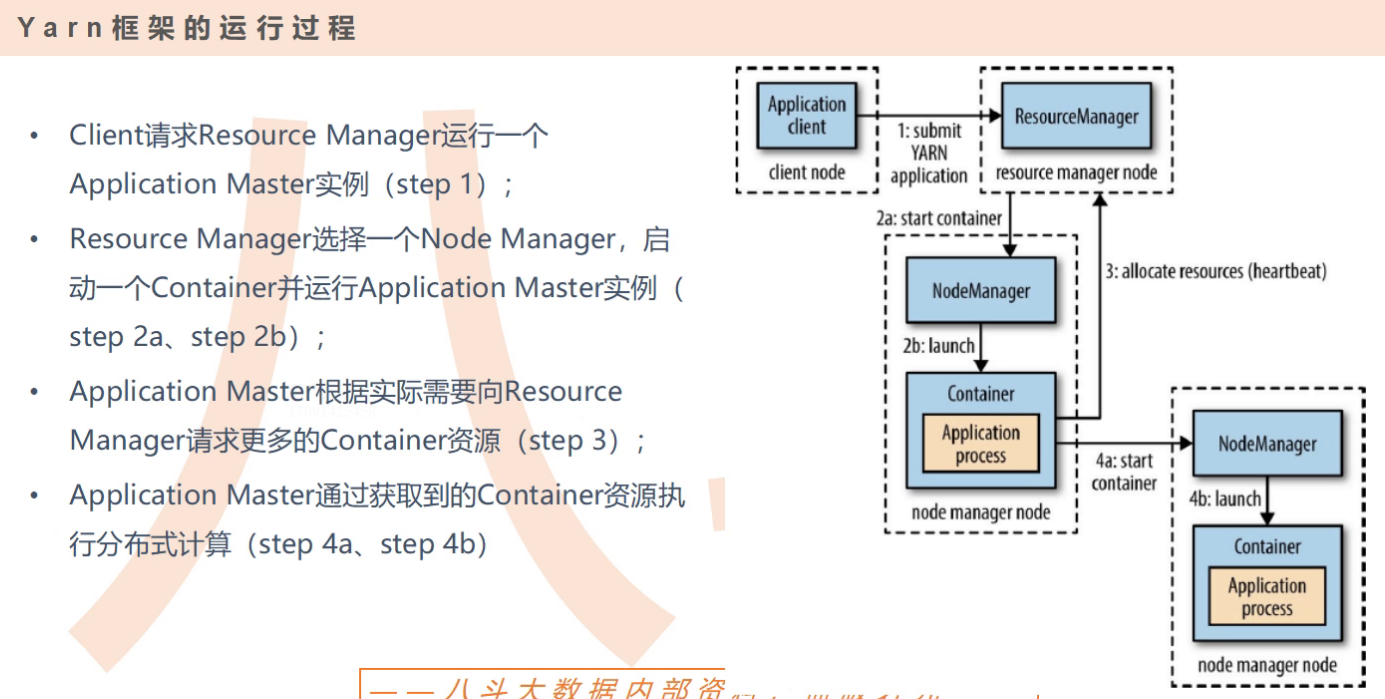 Yarn框架的运行过程
• Client请求Resource Manager运行一个
Application Master实例（step 1）；
• Resource Manager选择一个Node Manager，启
动一个Container并运行Application Master实例（
step 2a、step 2b）；
• Application Master根据实际需要向Resource
Manager请求更多的Container资源（step 3）；
• Application Master通过获取到的Container资源执
行分布式计算（step 4a、step 4b）
Application
client
client node
1: submit
YARN
application
ResourceManager
resource manager node
2a: start container
NodeManager
2b: launch
Container
Application
process
node manager node
3: allocate resources (heartbeat)
4a: start
container
NodeManager
4b: launch
Container
Application
process
node manager node
——八斗大数据内部资